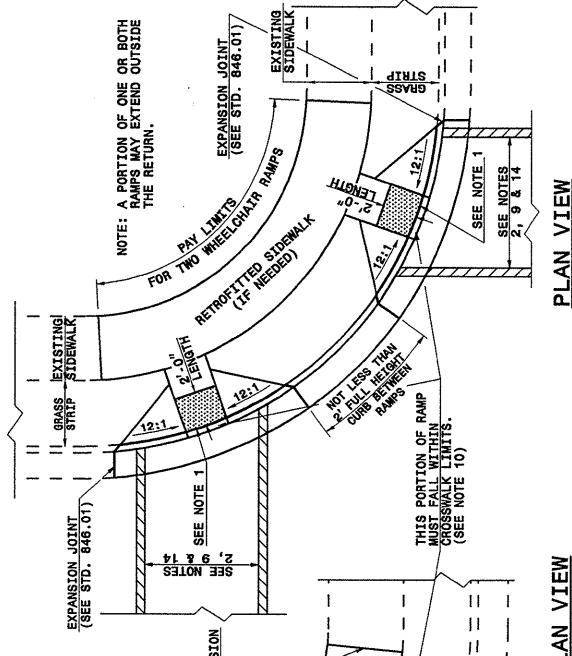 NOTE: A PORTION OF ONE OR BOTH
RAMPS MAY EXTEND OUTSIDE
THE RETURN.
EXPANSION JOINT
(SEE STD. 846.01)
EXISTING
SIDEWALK
GRASS
STRIP
PAY LIMITS
FOR TWO WHEELCHAIR RAMPS
RETROFITTED SIDEWALK
(IF NEEDED)
EXISTING
SIDEWALK
GRASS
STRIP
2'-0"
LENGTH
12:1
12:1
2'-0"
LENGTH
12:1
12:1
SEE NOTE 1
SEE NOTES
2, 9 & 14
NOT LESS THAN
2' FULL HEIGHT
CURB BETWEEN
RAMPS
EXPANSION JOINT
(SEE STD. 846.01)
SEE NOTE 1
SEE NOTES
2, 9 & 14
THIS PORTION OF RAMP
MUST FALL WITHIN
CROSSWALK LIMITS.
(SEE NOTE 10)
PLAN VIEW
SION
AN VIEW